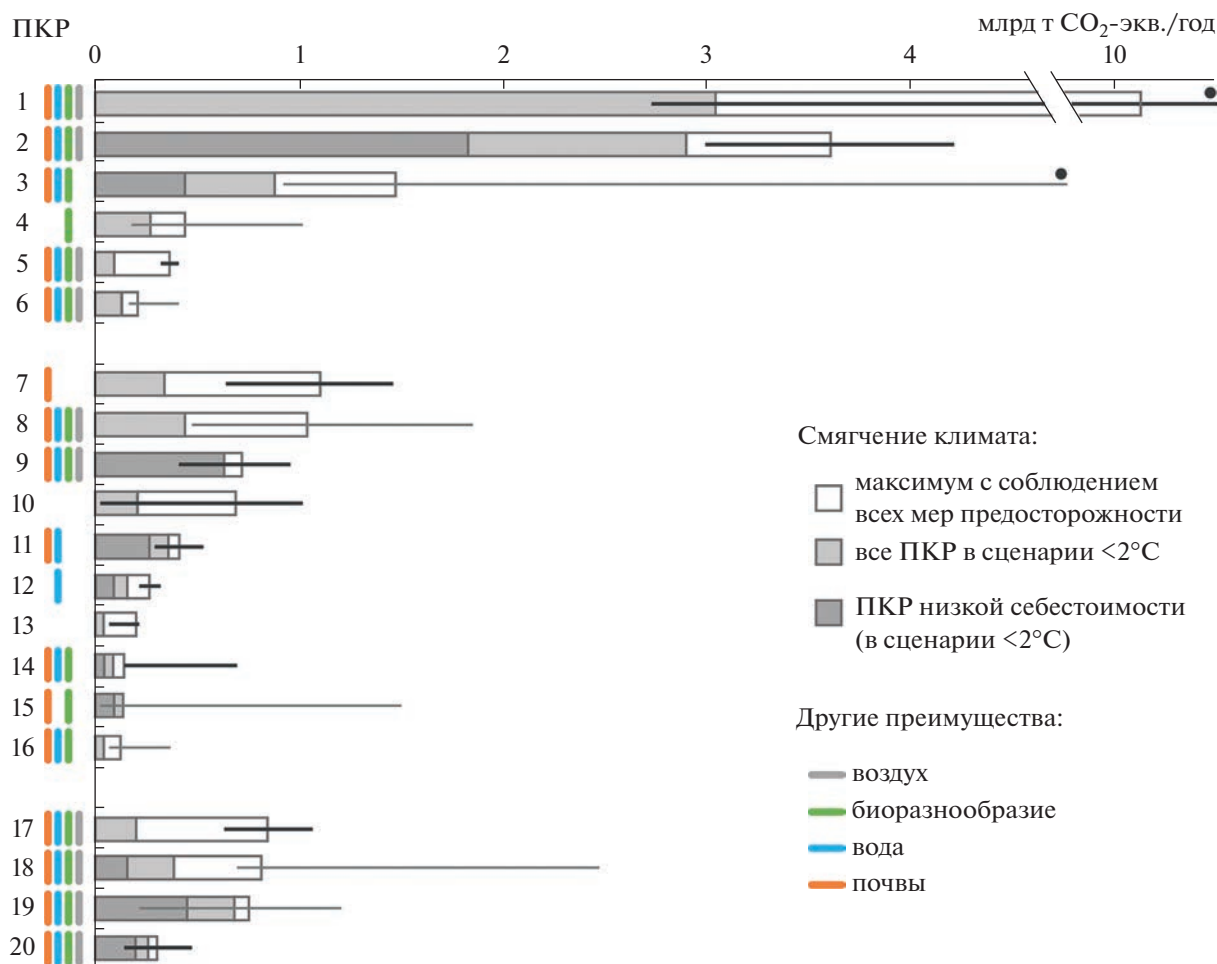 ПКР
млрд т CO₂-экв./год
0 1 2 3 4 10
1
2
3
4
5
6
7
8
9
10
11
12
13
14
15
16
17
18
19
20
Смягчение климата:
максимум с соблюдением
всех мер предосторожности
все ПКР в сценарии <2°C
ПКР низкой себестоимости
(в сценарии <2°C)
Другие преимущества:
воздух
биоразнообразие
вода
почвы